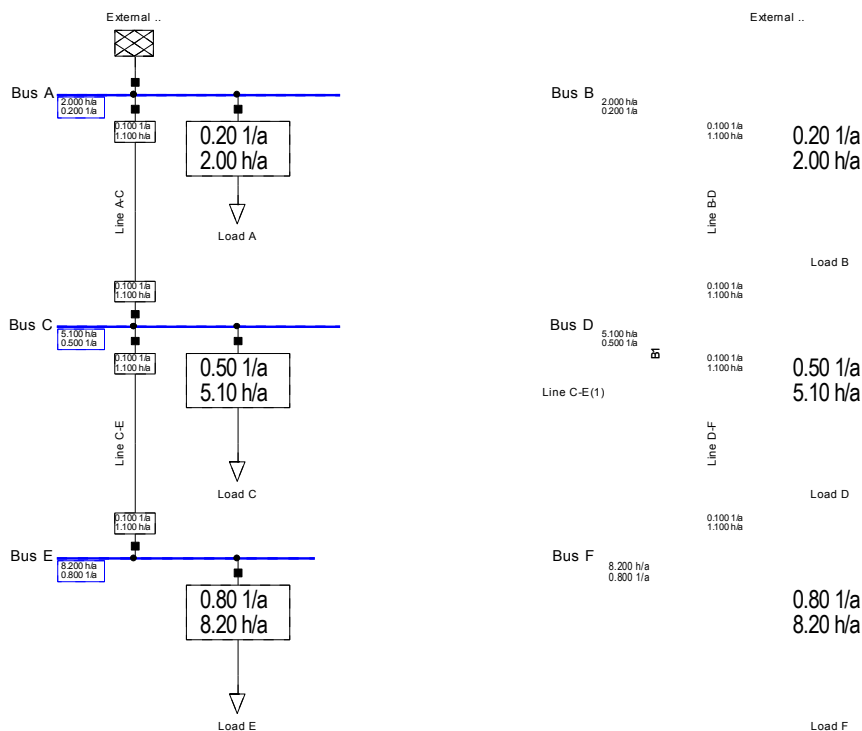 External ..
External ..
Bus A
2.000 h/a
0.200 1/a
Bus B
2.000 h/a
0.200 1/a
0.100 1/a
1.100 h/a
0.20 1/a
2.00 h/a
0.100 1/a
1.100 h/a
0.20 1/a
2.00 h/a
Line A-C
Load A
Line B-D
Load B
0.100 1/a
1.100 h/a
0.100 1/a
1.100 h/a
Bus C
5.100 h/a
0.500 1/a
Bus D
5.100 h/a
0.500 1/a
B1
0.100 1/a
1.100 h/a
0.50 1/a
5.10 h/a
0.100 1/a
1.100 h/a
0.50 1/a
5.10 h/a
Line C-E(1)
Line C-E
Load C
Line D-F
Load D
0.100 1/a
1.100 h/a
0.100 1/a
1.100 h/a
Bus E
8.200 h/a
0.800 1/a
Bus F
8.200 h/a
0.800 1/a
0.80 1/a
8.20 h/a
0.80 1/a
8.20 h/a
Load E
Load F